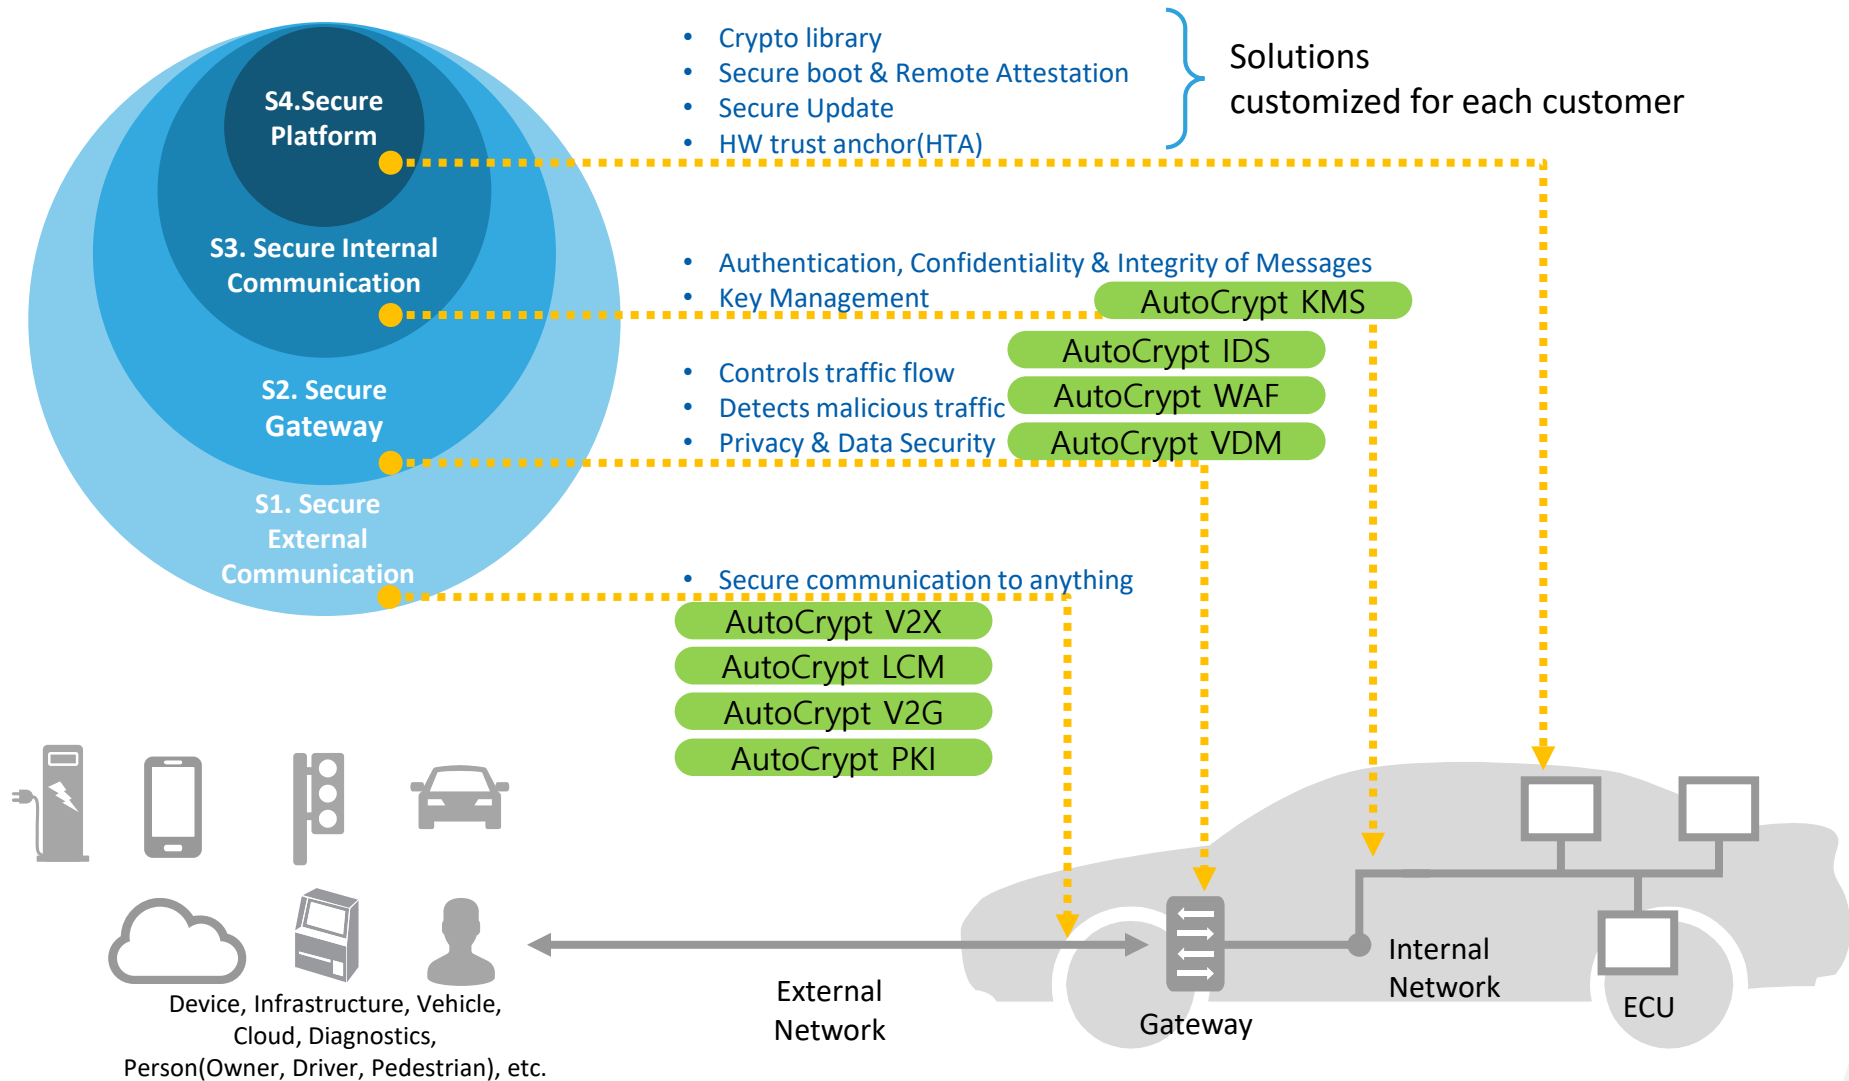 S4.Secure
Platform
S3. Secure Internal
Communication
S2. Secure
Gateway
S1. Secure
External
Communication
• Crypto library
• Secure boot & Remote Attestation
• Secure Update
• HW trust anchor(HTA)
Solutions
customized for each customer
• Authentication, Confidentiality & Integrity of Messages
• Key Management
AutoCrypt KMS
• Controls traffic flow
• Detects malicious traffic
• Privacy & Data Security
AutoCrypt IDS
AutoCrypt WAF
AutoCrypt VDM
• Secure communication to anything
AutoCrypt V2X
AutoCrypt LCM
AutoCrypt V2G
AutoCrypt PKI
Device, Infrastructure, Vehicle,
Cloud, Diagnostics,
Person(Owner, Driver, Pedestrian), etc.
External
Network
Gateway
Internal
Network
ECU